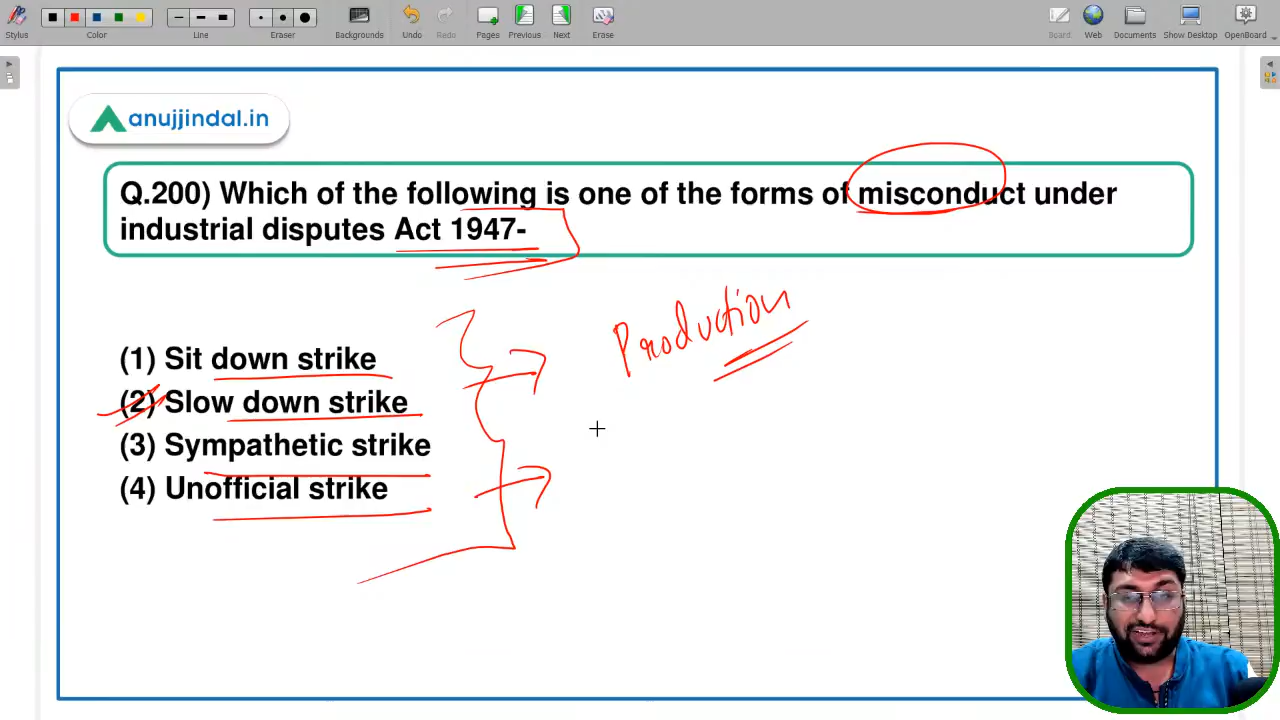 Stylus
Color
Line
Eraser
Backgrounds
Undo
Redo
Pages
Previous
Next
Erase
Board
Web
Documents
Show Desktop
OpenBoard
anujjindal.in
Q.200) Which of the following is one of the forms of misconduct under
industrial disputes Act 1947-
Production
(1) Sit down strike
(2) Slow down strike
(3) Sympathetic strike
(4) Unofficial strike